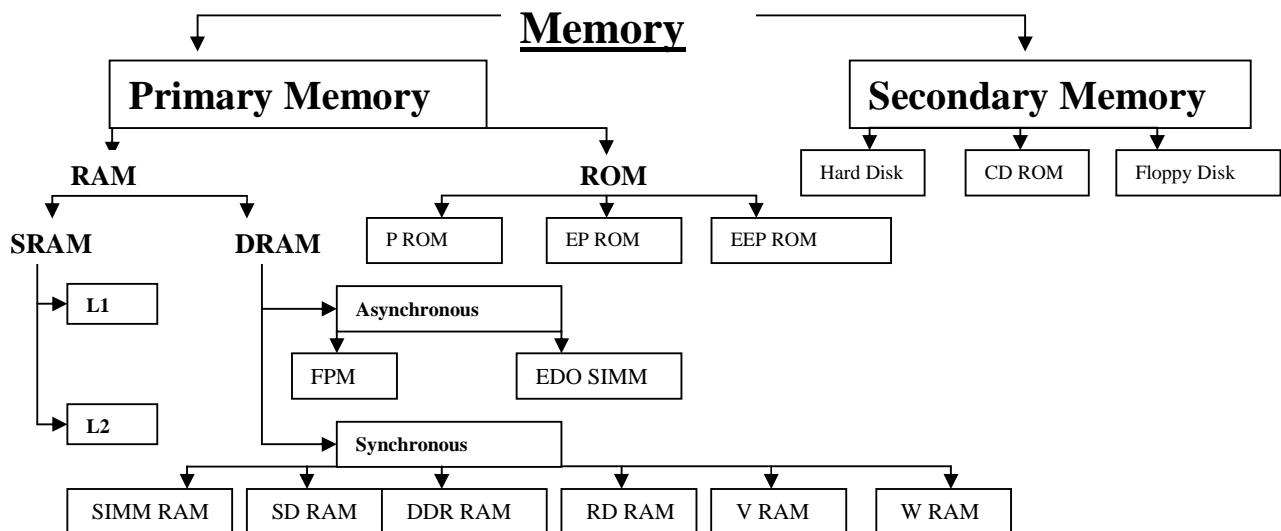 Memory
Primary Memory
Secondary Memory
Hard Disk
CD ROM
Floppy Disk
RAM
ROM
P ROM
EP ROM
EEP ROM
SRAM
DRAM
L1
Asynchronous
FPM
EDO SIMM
L2
Synchronous
SIMM RAM
SD RAM
DDR RAM
RD RAM
V RAM
W RAM